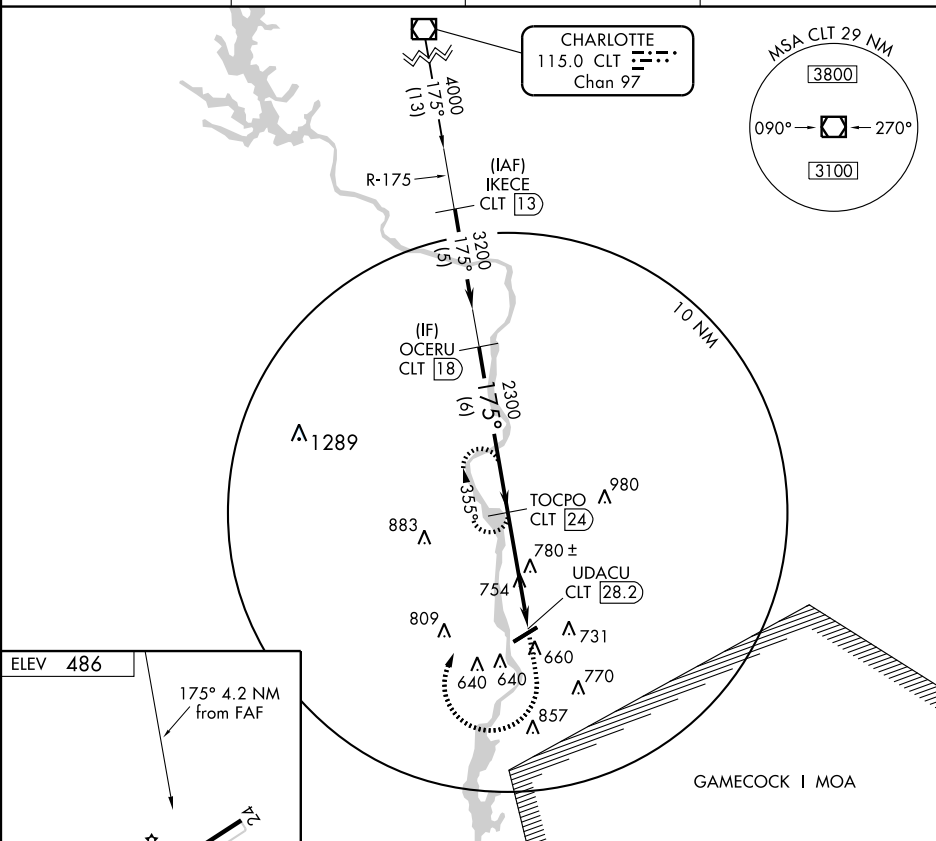 CHARLOTTE
115.0 CLT
Chan 97
MSA CLT 29 NM
3800
090°
270°
3100
4000
175°
(13)
R-175
(IAF)
IKECE
CLT 13
3200
175°
(5)
10 NM
(IF)
OCERU
CLT 18
2300
175°
(6)
1289
355°
TOCPO
CLT 24
980
883
780 ±
754
UDACU
CLT 28.2
809
731
660
640
640
770
857
ELEV 486
175° 4.2 NM
from FAF
24
GAMECOCK I MOA